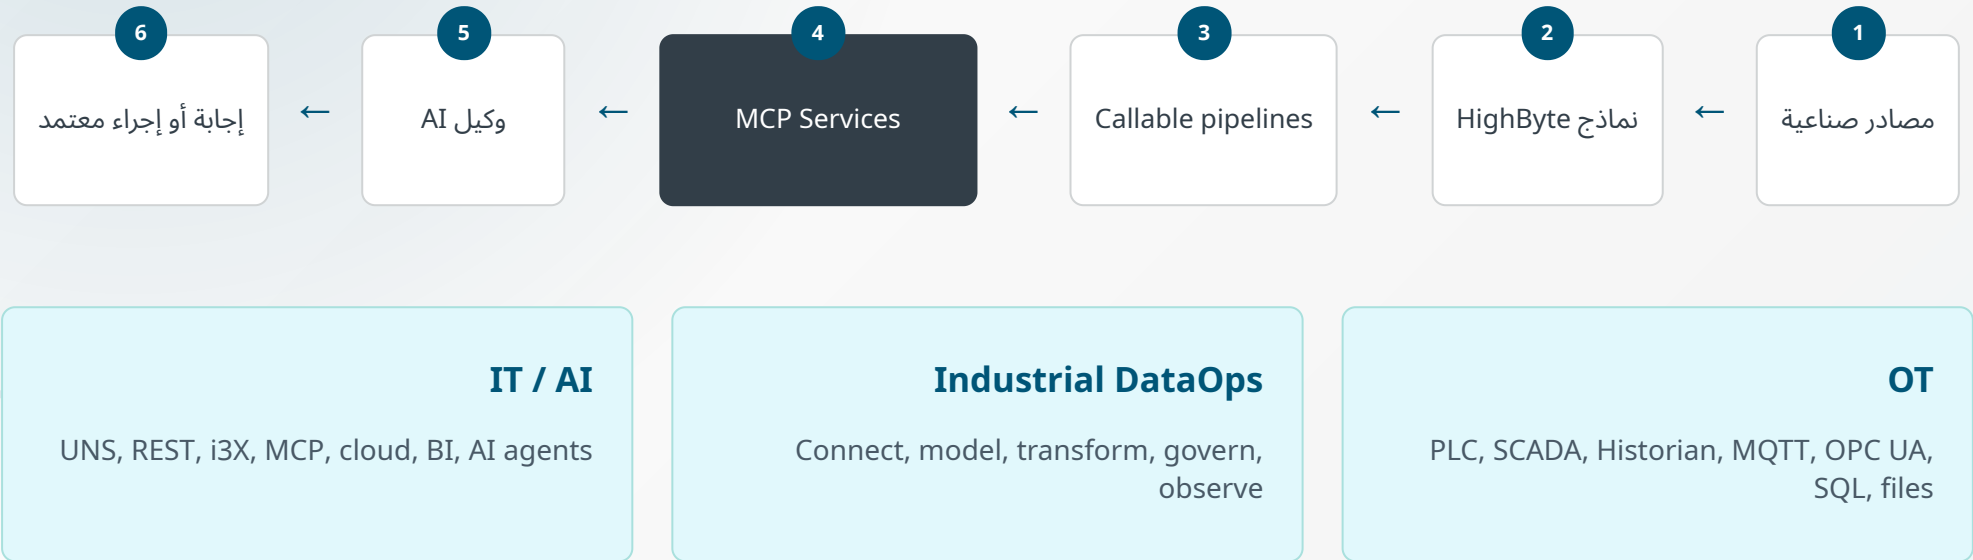 1
مصادر صناعية
←
2
نماذج HighByte
←
3
Callable pipelines
←
4
MCP Services
←
5
وكيل AI
←
6
إجابة أو إجراء معتمد
OT
PLC, SCADA, Historian, MQTT, OPC UA,
SQL, files
Industrial DataOps
Connect, model, transform, govern,
observe
IT / AI
UNS, REST, i3X, MCP, cloud, BI, AI agents